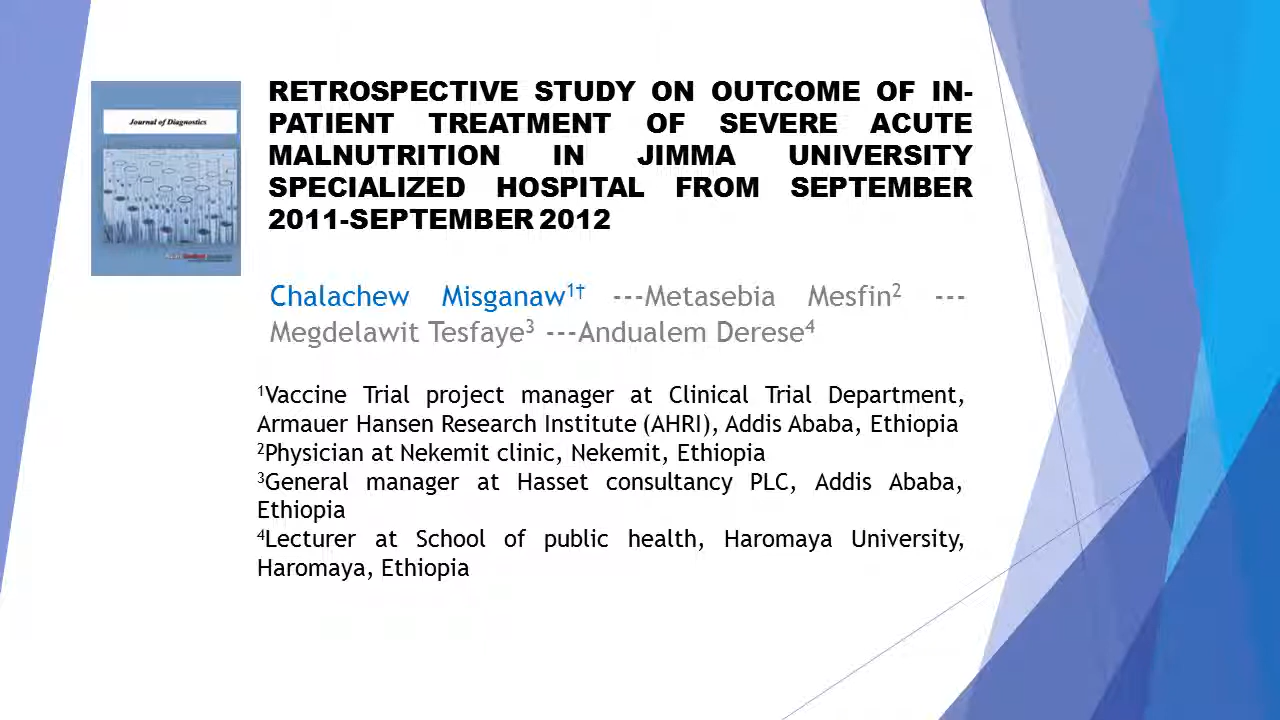 Journal of Diagnostics
RETROSPECTIVE STUDY ON OUTCOME OF IN-
PATIENT TREATMENT OF SEVERE ACUTE
MALNUTRITION IN JIMMA UNIVERSITY
SPECIALIZED HOSPITAL FROM SEPTEMBER
2011-SEPTEMBER 2012
Chalachew Misganaw¹† ---Metasebia Mesfin² ---
Megdelawit Tesfaye³ ---Andualem Derese⁴
¹Vaccine Trial project manager at Clinical Trial Department,
Armauer Hansen Research Institute (AHRI), Addis Ababa, Ethiopia
²Physician at Nekemit clinic, Nekemit, Ethiopia
³General manager at Hasset consultancy PLC, Addis Ababa,
Ethiopia
⁴Lecturer at School of public health, Haromaya University,
Haromaya, Ethiopia